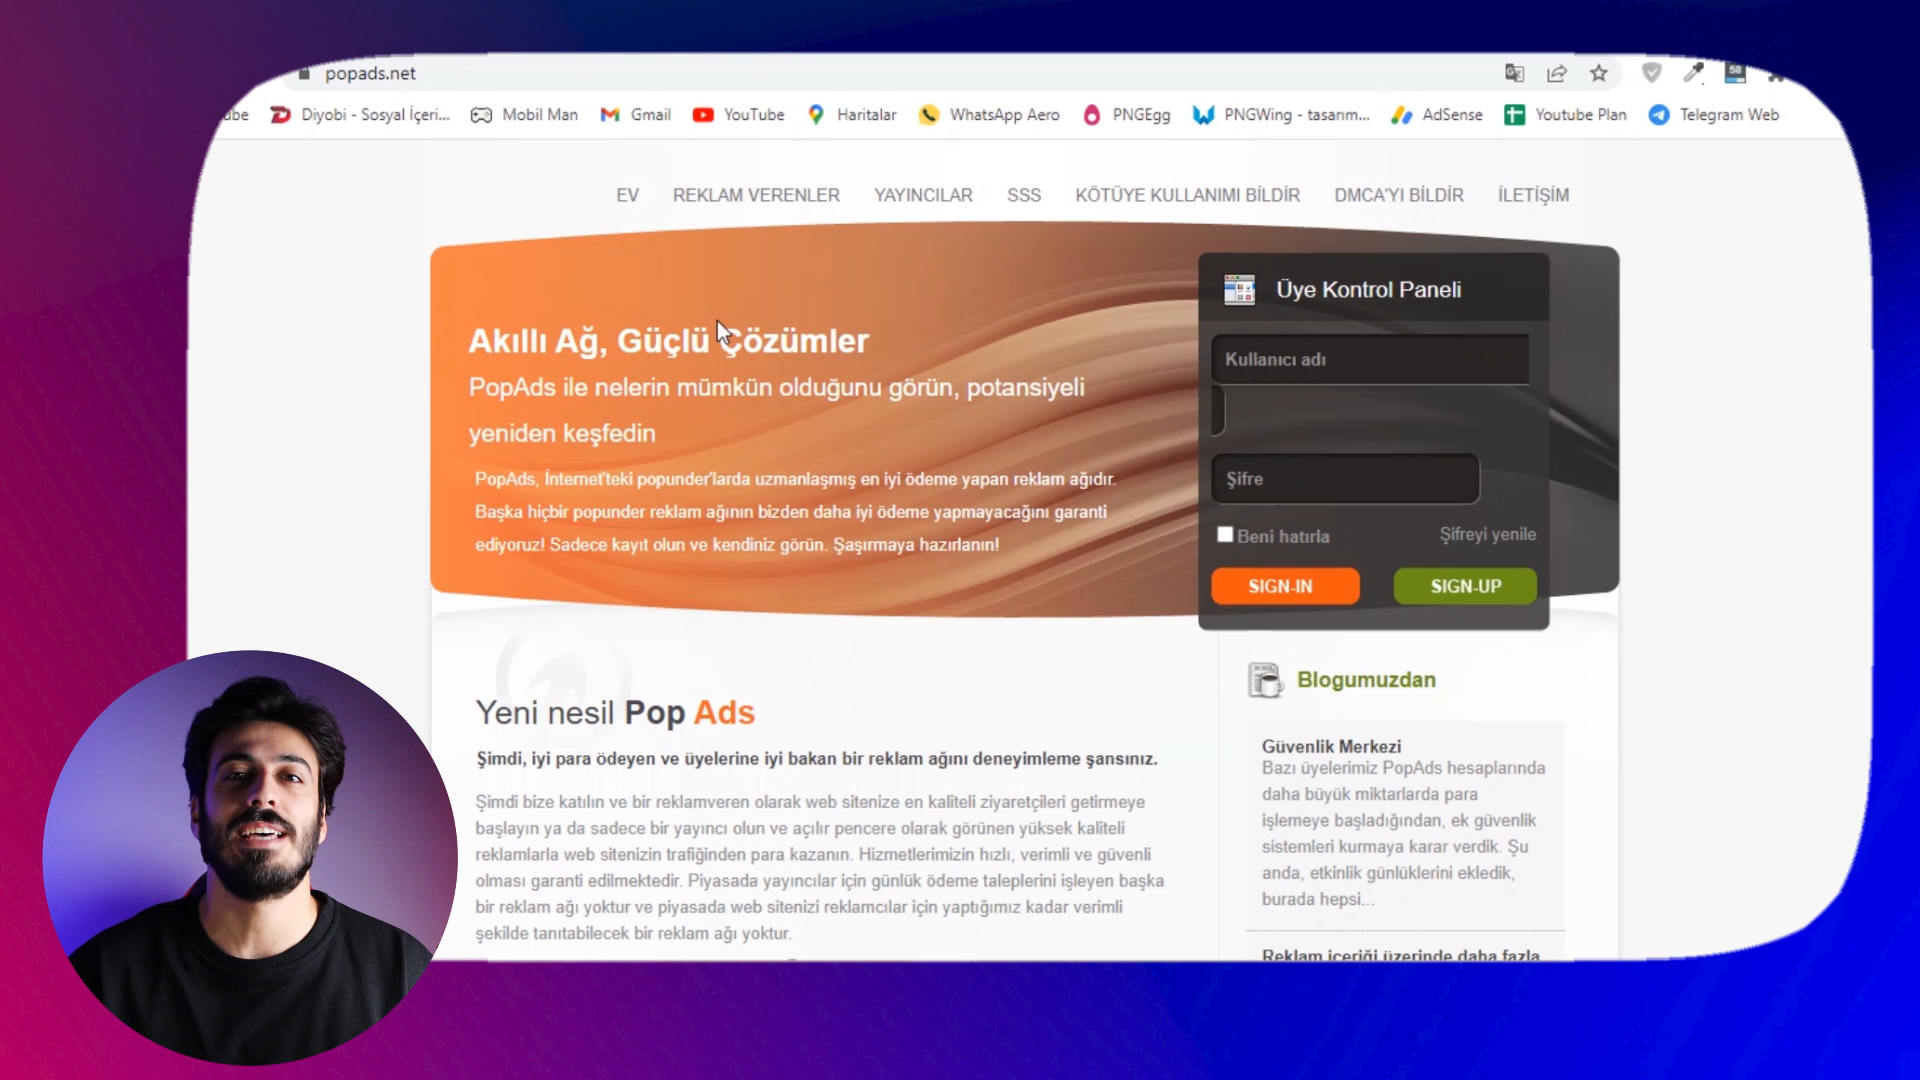 popads.net
be
Diyobi - Sosyal İçeri...
Mobil Man
Gmail
YouTube
Haritalar
WhatsApp Aero
PNGEgg
PNGWing - tasarım...
AdSense
Youtube Plan
Telegram Web
58
EV
REKLAM VERENLER
YAYINCILAR
SSS
KÖTÜYE KULLANIMI BİLDİR
DMCA'YI BİLDİR
İLETİŞİM
Akıllı Ağ, Güçlü Çözümler
PopAds ile nelerin mümkün olduğunu görün, potansiyeli
yeniden keşfedin
PopAds, İnternet'teki popunder'larda uzmanlaşmış en iyi ödeme yapan reklam ağıdır.
Başka hiçbir popunder reklam ağının bizden daha iyi ödeme yapmayacağını garanti
ediyoruz! Sadece kayıt olun ve kendiniz görün. Şaşırmaya hazırlanın!
Üye Kontrol Paneli
Kullanıcı adı
Şifre
Beni hatırla
Şifreyi yenile
SIGN-IN
SIGN-UP
Yeni nesil Pop Ads
Şimdi, iyi para ödeyen ve üyelerine iyi bakan bir reklam ağını deneyimleme şansınız.
Şimdi bize katılın ve bir reklamveren olarak web sitenize en kaliteli ziyaretçileri getirmeye
başlayın ya da sadece bir yayıncı olun ve açılır pencere olarak görünen yüksek kaliteli
reklamlarla web sitenizin trafiğinden para kazanın. Hizmetlerimizin hızlı, verimli ve güvenli
olması garanti edilmektedir. Piyasada yayıncılar için günlük ödeme taleplerini işleyen başka
bir reklam ağı yoktur ve piyasada web sitenizi reklamcılar için yaptığımız kadar verimli
şekilde tanıtabilecek bir reklam ağı yoktur.
Blogumuzdan
Güvenlik Merkezi
Bazı üyelerimiz PopAds hesaplarında
daha büyük miktarlarda para
işlemeye başladığından, ek güvenlik
sistemleri kurmaya karar verdik. Şu
anda, etkinlik günlüklerini ekledik,
burada hepsi...
Reklam içeriği üzerinde daha fazla